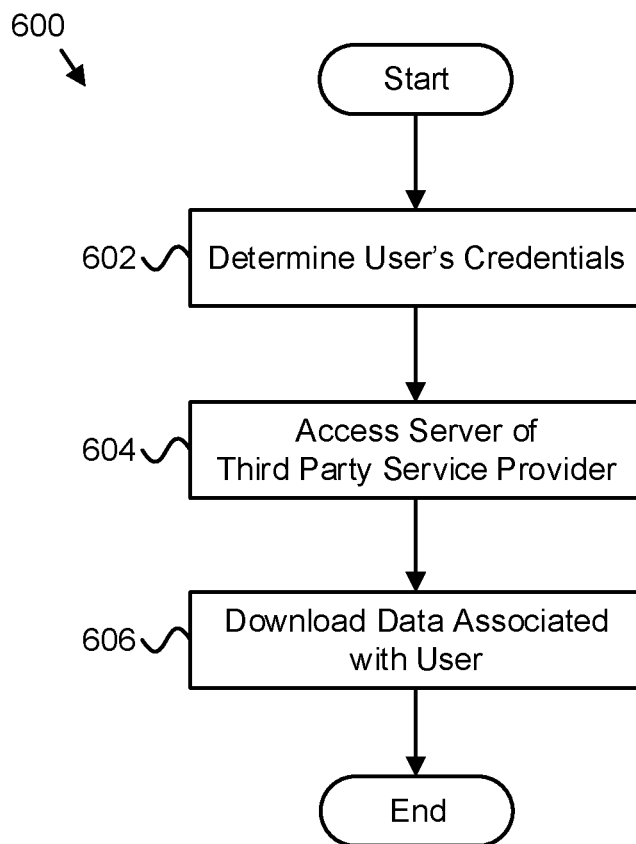 600
Start
602
Determine User's Credentials
604
Access Server of
Third Party Service Provider
606
Download Data Associated
with User
End